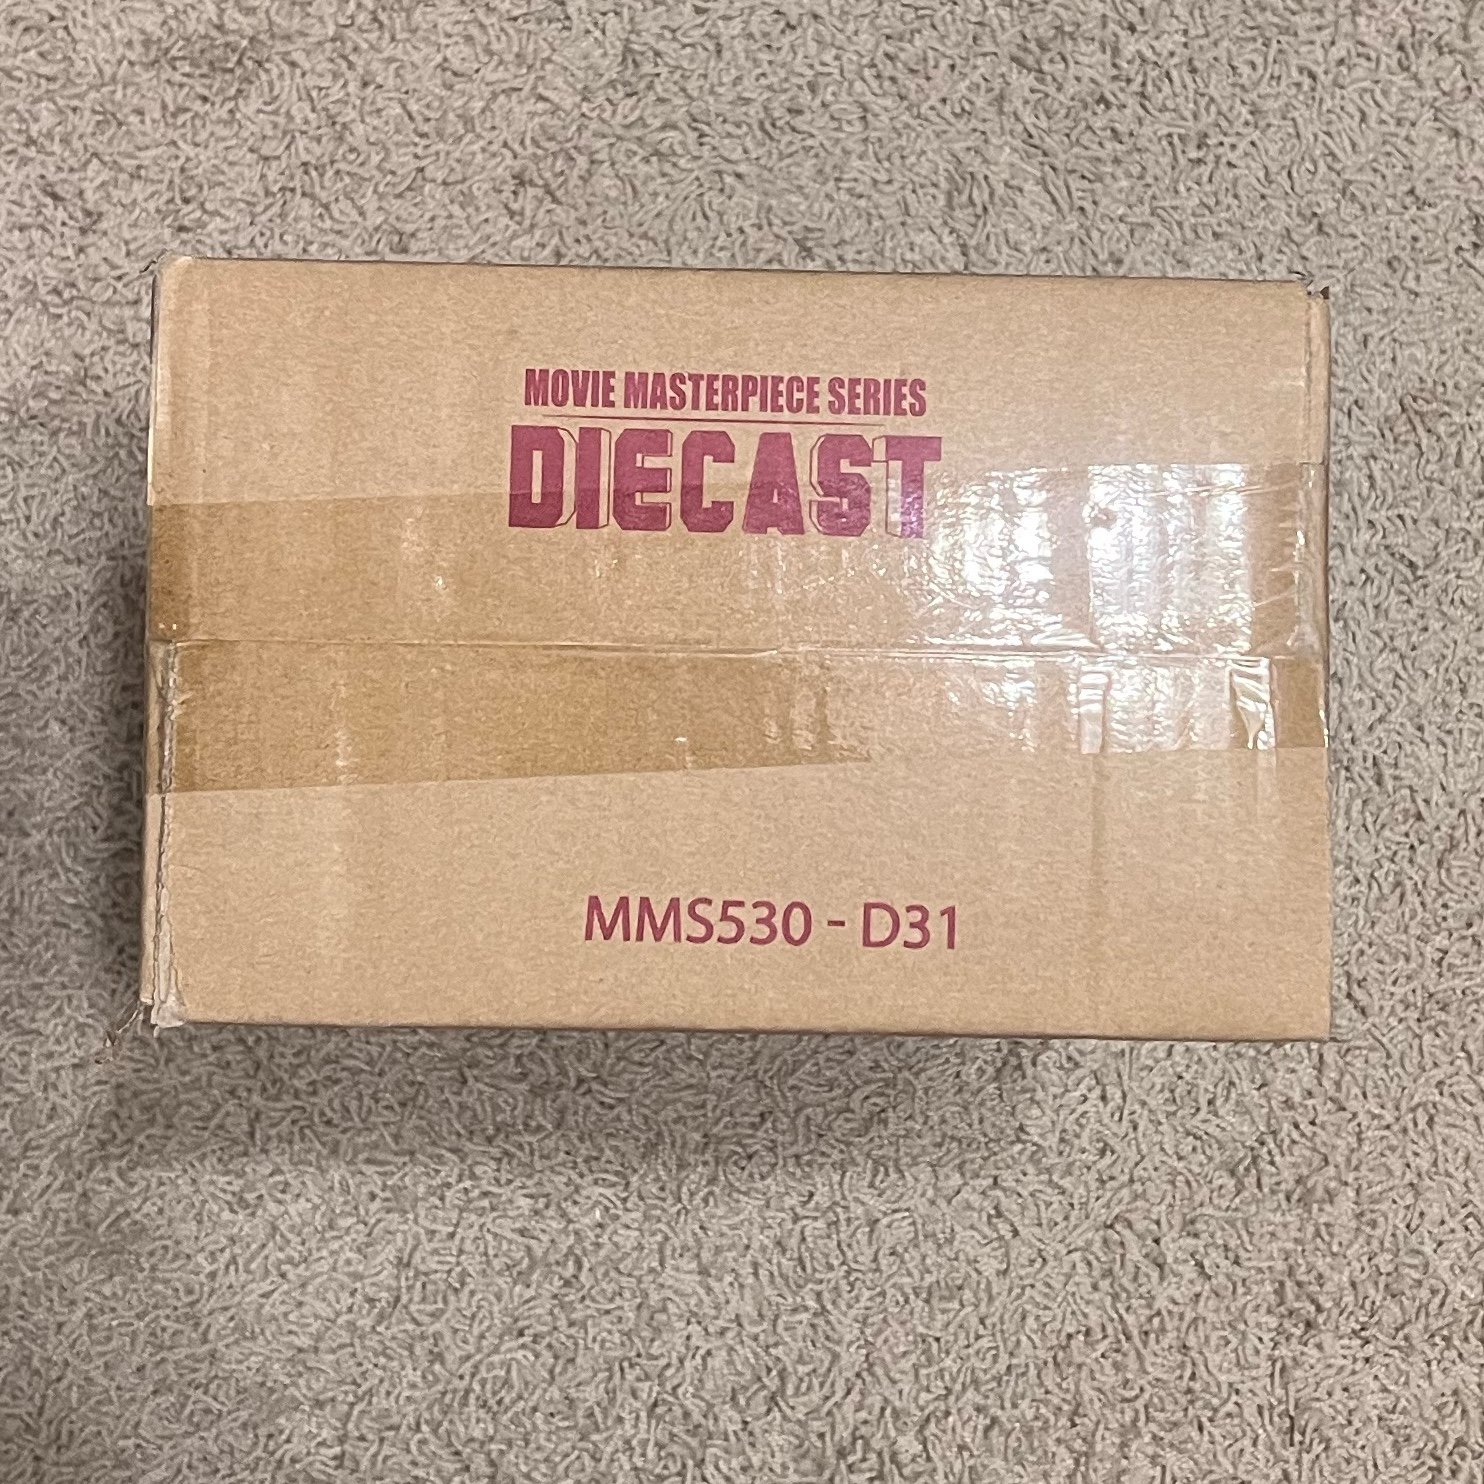 MOVIE MASTERPIECE SERIES
DIECAST
MMS530 - D31